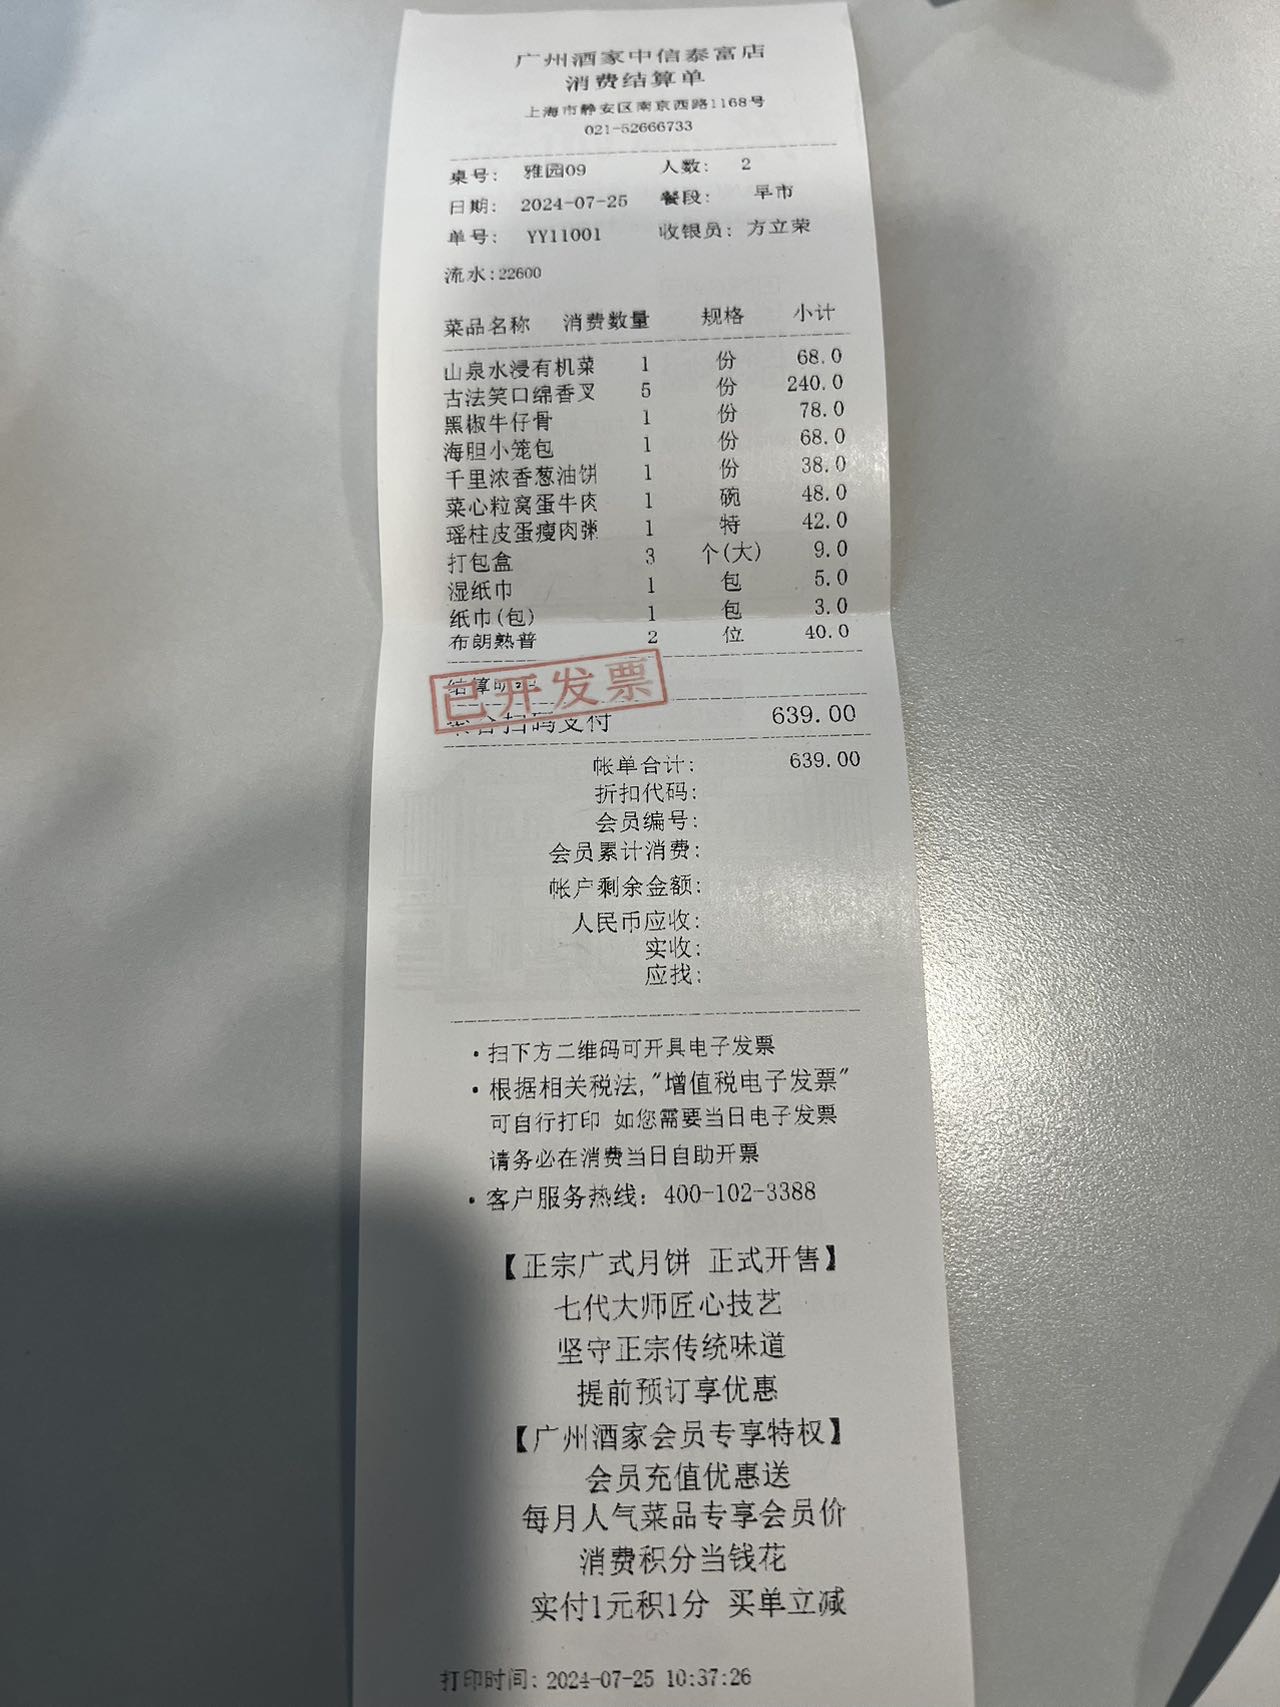 广州酒家中信泰富店
消费结算单
上海市静安区南京西路1168号
021-52666733
桌号: 雅园09 人数: 2
日期: 2024-07-25 餐段: 早市
单号: YY11001 收银员: 方立荣
流水:22600
菜品名称 消费数量 规格 小计
山泉水浸有机菜 1 份 68.0
古法笑口绵香叉 5 份 240.0
黑椒牛仔骨 1 份 78.0
海胆小笼包 1 份 68.0
千里浓香葱油饼 1 份 38.0
菜心粒窝蛋牛肉 1 碗 48.0
瑶柱皮蛋瘦肉粥 1 特 42.0
打包盒 3 个(大) 9.0
湿纸巾 1 包 5.0
纸巾(包) 1 包 3.0
布朗熟普 2 位 40.0
结算
已开发票
扫码支付 639.00
帐单合计: 639.00
折扣代码:
会员编号:
会员累计消费:
帐户剩余金额:
人民币应收:
实收:
应找:
·扫下方二维码可开具电子发票
·根据相关税法,"增值税电子发票"
可自行打印 如您需要当日电子发票
请务必在消费当日自助开票
·客户服务热线: 400-102-3388
【正宗广式月饼 正式开售】
七代大师匠心技艺
坚守正宗传统味道
提前预订享优惠
【广州酒家会员专享特权】
会员充值优惠送
每月人气菜品专享会员价
消费积分当钱花
实付1元积1分 买单立减
打印时间: 2024-07-25 10:37:26